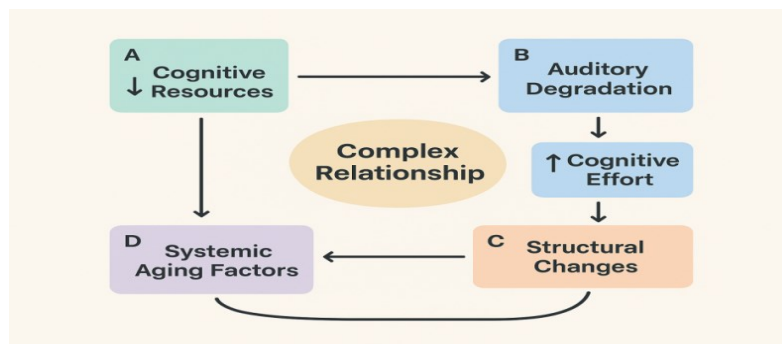 A
↓ Cognitive
Resources
B
Auditory
Degradation
Complex
Relationship
↑ Cognitive
Effort
D
Systemic
Aging Factors
C
Structural
Changes